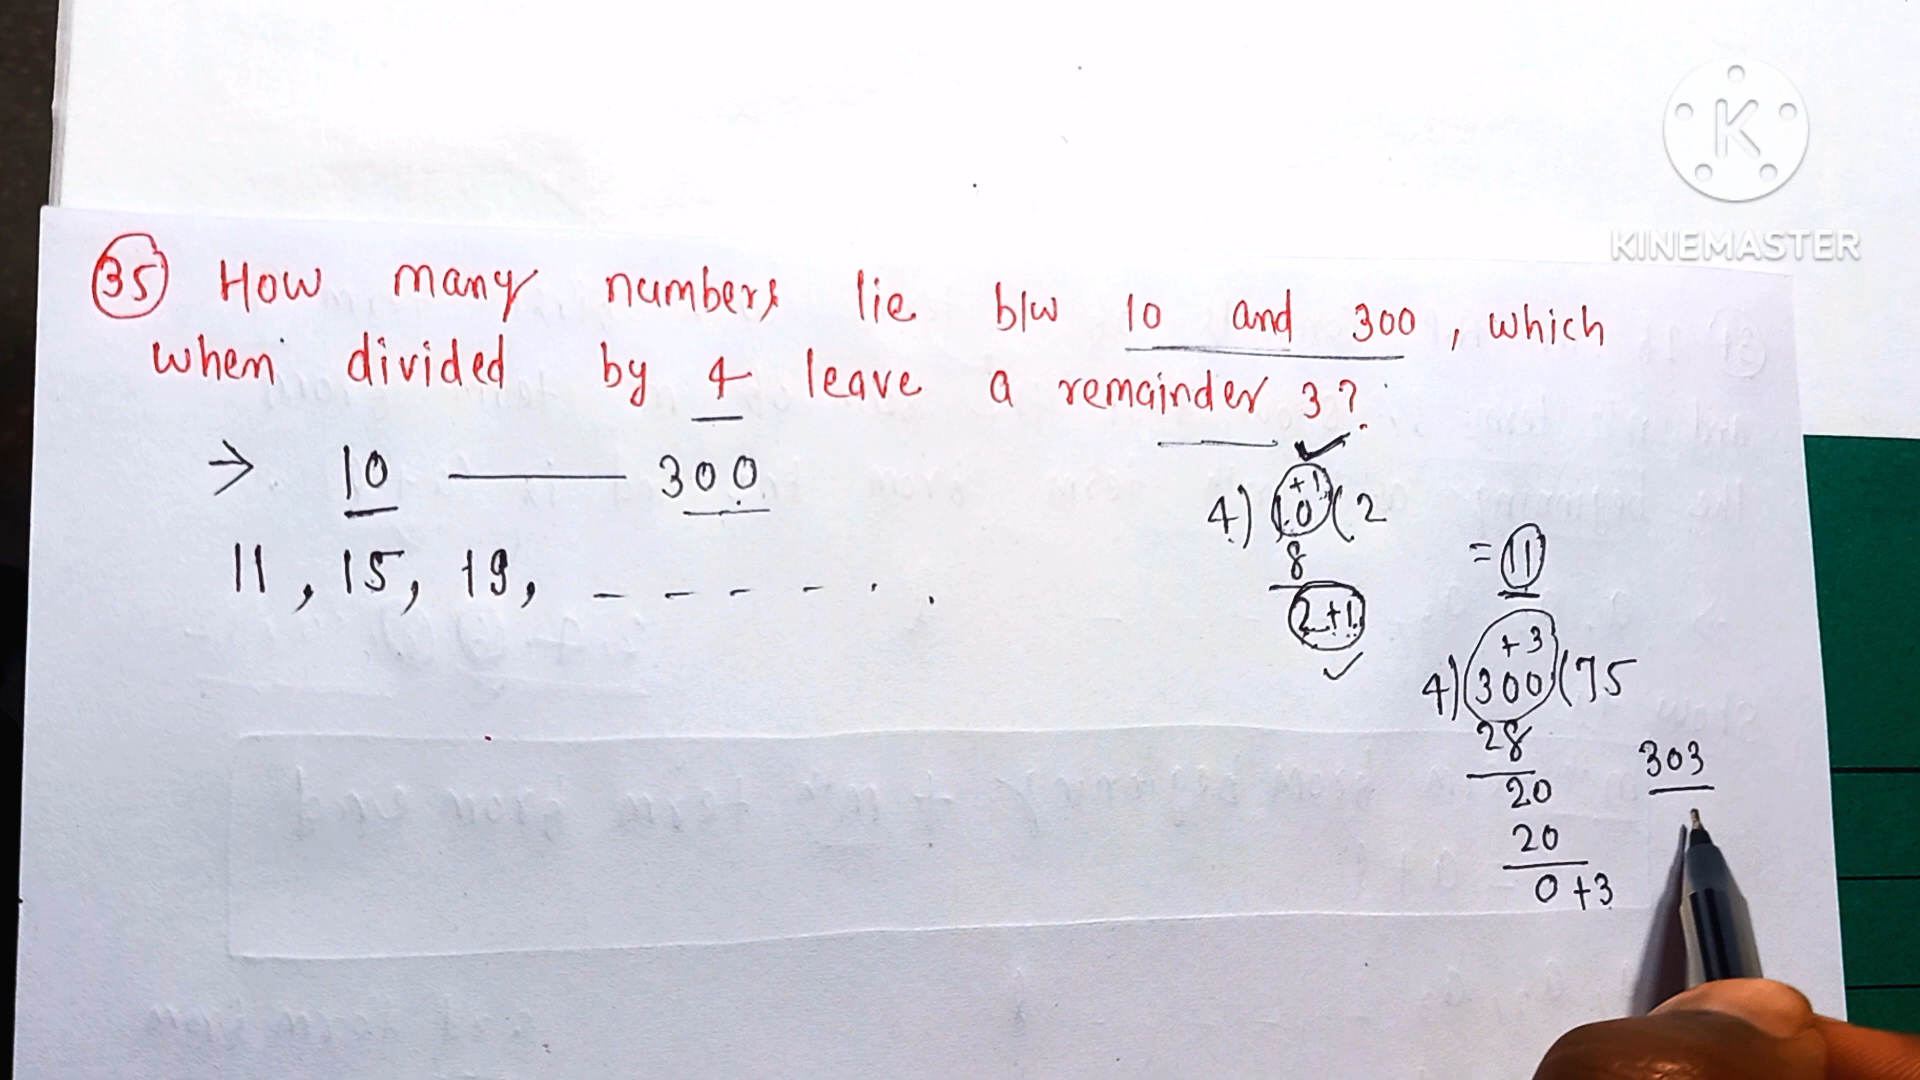 KINEMASTER
35 How many numbers lie b/w 10 and 300, which
when divided by 4 leave a remainder 3?
→ 10 —— 300
11, 15, 19, - - - - . .
+1
4) 10 ( 2
8
2+1
= 11
+3
4) 300 ( 75
28
20
20
0+3
303